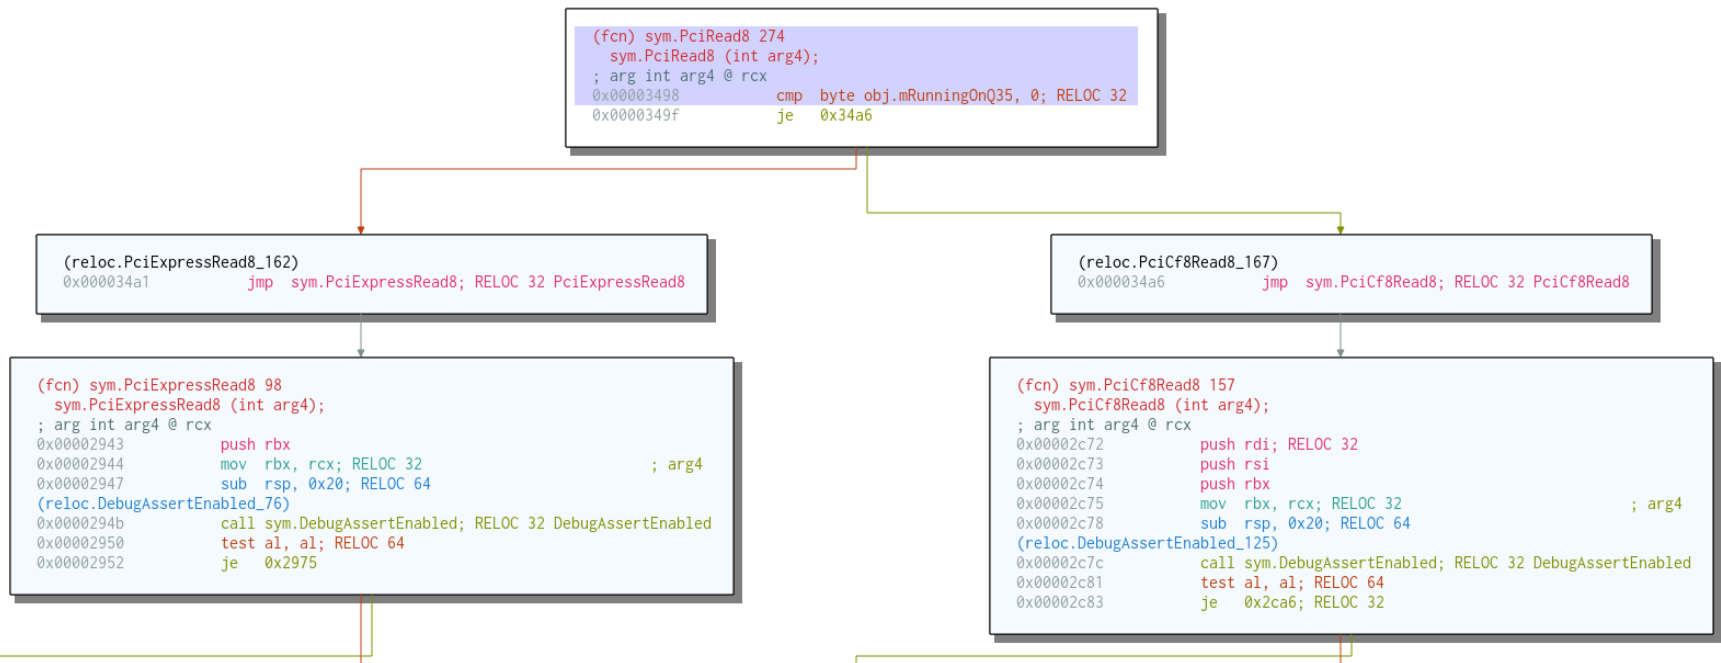 (fcn) sym.PciRead8 274
sym.PciRead8 (int arg4);
; arg int arg4 @ rcx
0x00003498 cmp byte obj.mRunningOnQ35, 0; RELOC 32
0x0000349f je 0x34a6
(reloc.PciExpressRead8_162)
0x000034a1 jmp sym.PciExpressRead8; RELOC 32 PciExpressRead8
(reloc.PciCf8Read8_167)
0x000034a6 jmp sym.PciCf8Read8; RELOC 32 PciCf8Read8
(fcn) sym.PciExpressRead8 98
sym.PciExpressRead8 (int arg4);
; arg int arg4 @ rcx
0x00002943 push rbx
0x00002944 mov rbx, rcx; RELOC 32 ; arg4
0x00002947 sub rsp, 0x20; RELOC 64
(reloc.DebugAssertEnabled_76)
0x0000294b call sym.DebugAssertEnabled; RELOC 32 DebugAssertEnabled
0x00002950 test al, al; RELOC 64
0x00002952 je 0x2975
(fcn) sym.PciCf8Read8 157
sym.PciCf8Read8 (int arg4);
; arg int arg4 @ rcx
0x00002c72 push rdi; RELOC 32
0x00002c73 push rsi
0x00002c74 push rbx
0x00002c75 mov rbx, rcx; RELOC 32 ; arg4
0x00002c78 sub rsp, 0x20; RELOC 64
(reloc.DebugAssertEnabled_125)
0x00002c7c call sym.DebugAssertEnabled; RELOC 32 DebugAssertEnabled
0x00002c81 test al, al; RELOC 64
0x00002c83 je 0x2ca6; RELOC 32